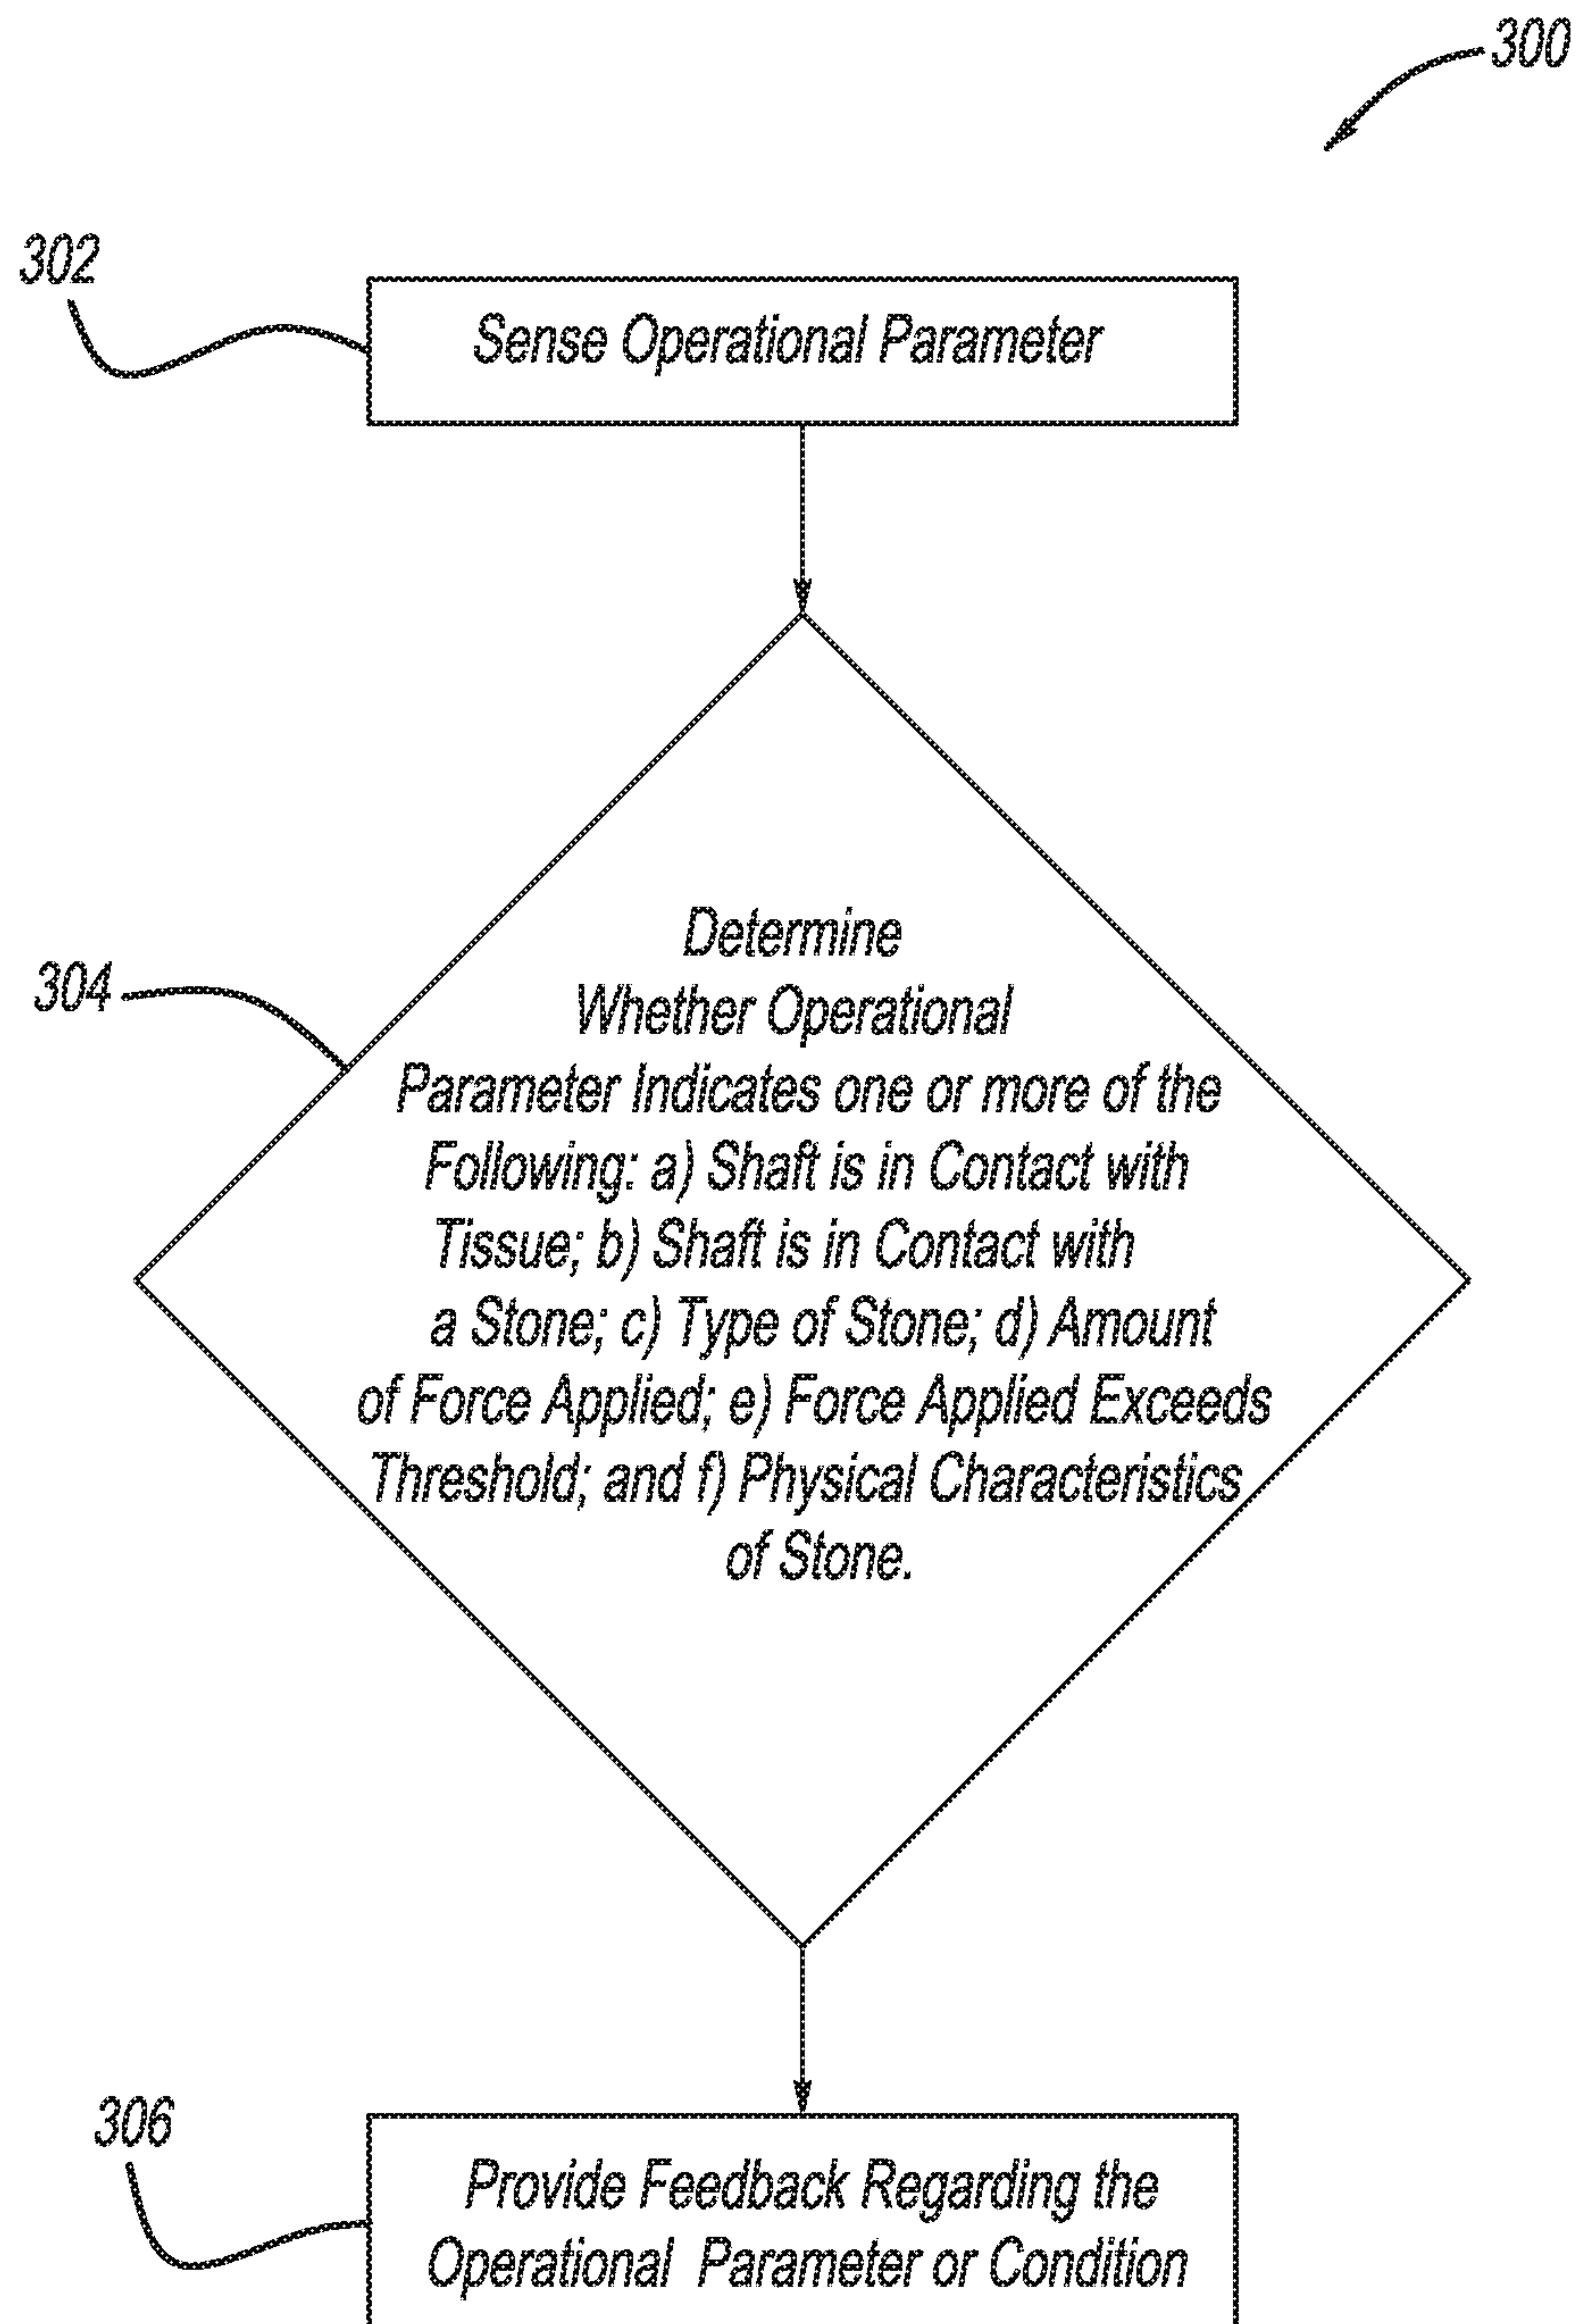 300
302
Sense Operational Parameter
304
Determine
Whether Operational
Parameter Indicates one or more of the
Following: a) Shaft is in Contact with
Tissue; b) Shaft is in Contact with
a Stone; c) Type of Stone; d) Amount
of Force Applied; e) Force Applied Exceeds
Threshold; and f) Physical Characteristics
of Stone.
306
Provide Feedback Regarding the
Operational Parameter or Condition